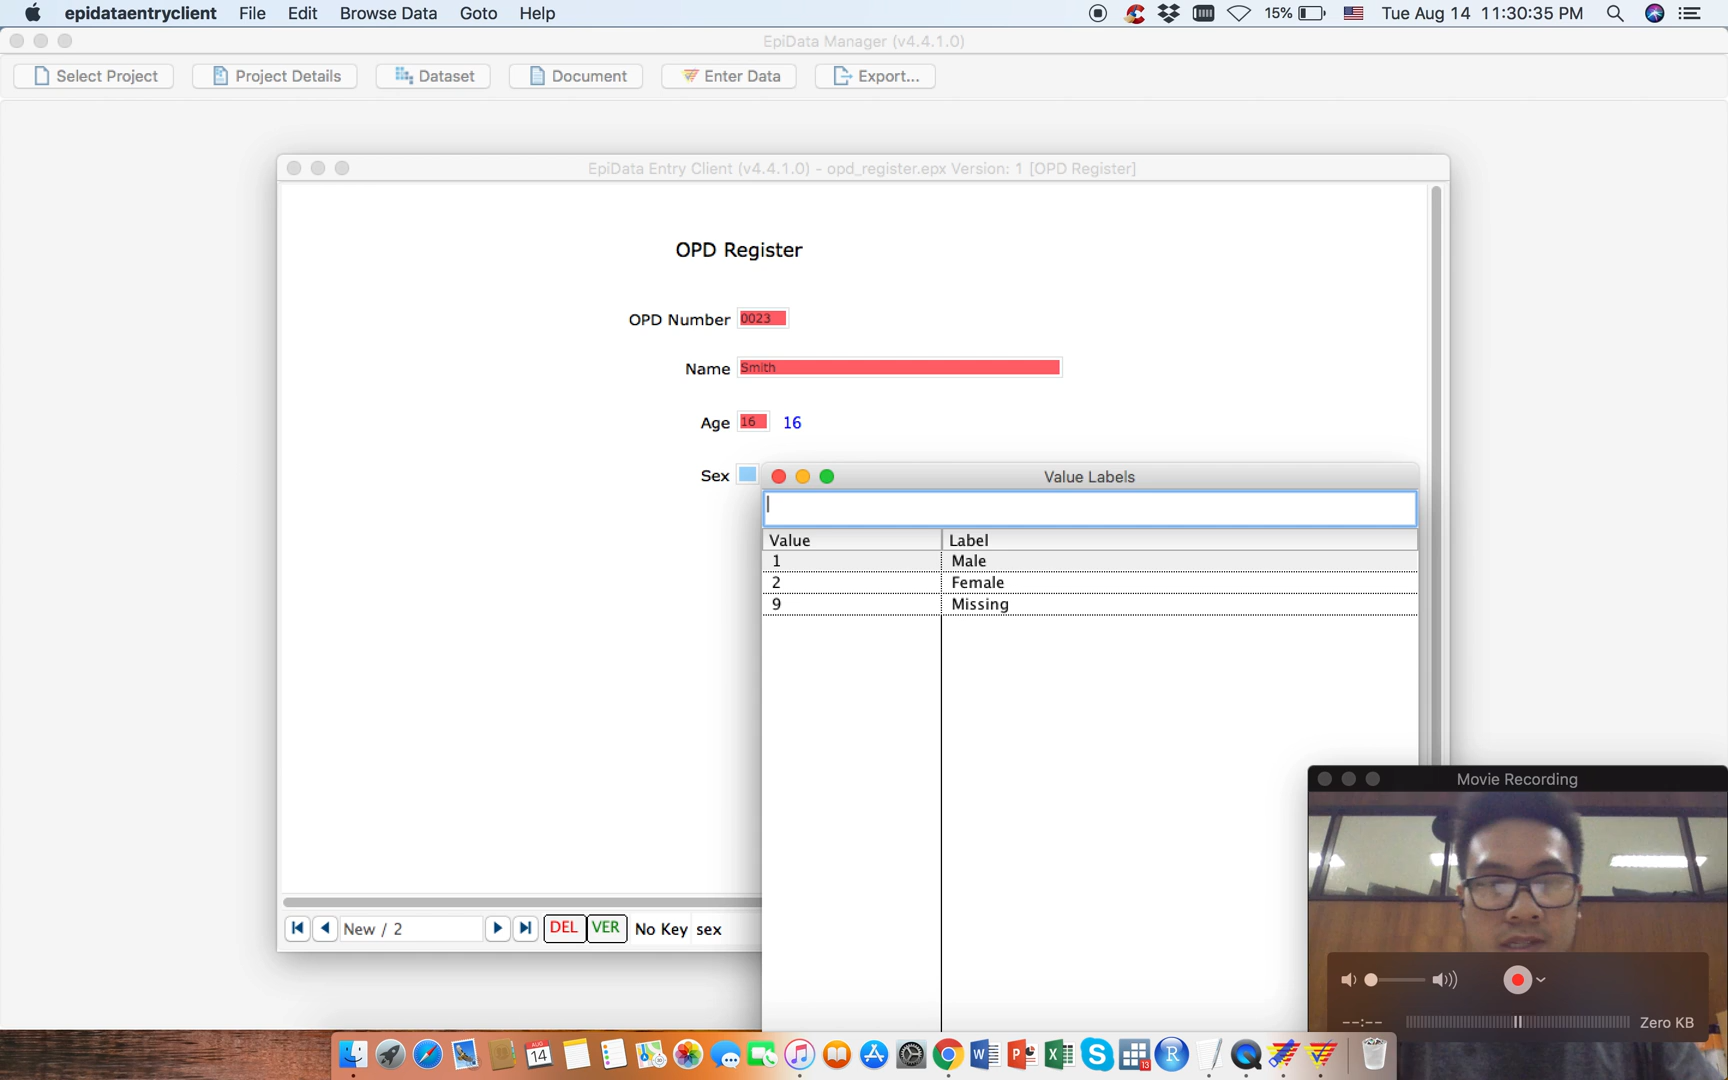 epidataentryclient File Edit Browse Data Goto Help 15% Tue Aug 14 11:30:35 PM
EpiData Manager (v4.4.1.0)
Select Project Project Details Dataset Document Enter Data Export...
EpiData Entry Client (v4.4.1.0) - opd_register.epx Version: 1 [OPD Register]
OPD Register
OPD Number 0023
Name Smith
Age 16 16
Sex
Value Labels
Value Label
1 Male
2 Female
9 Missing
Movie Recording
New / 2 DEL VER No Key sex
--:-- Zero KB
AUG
14
13